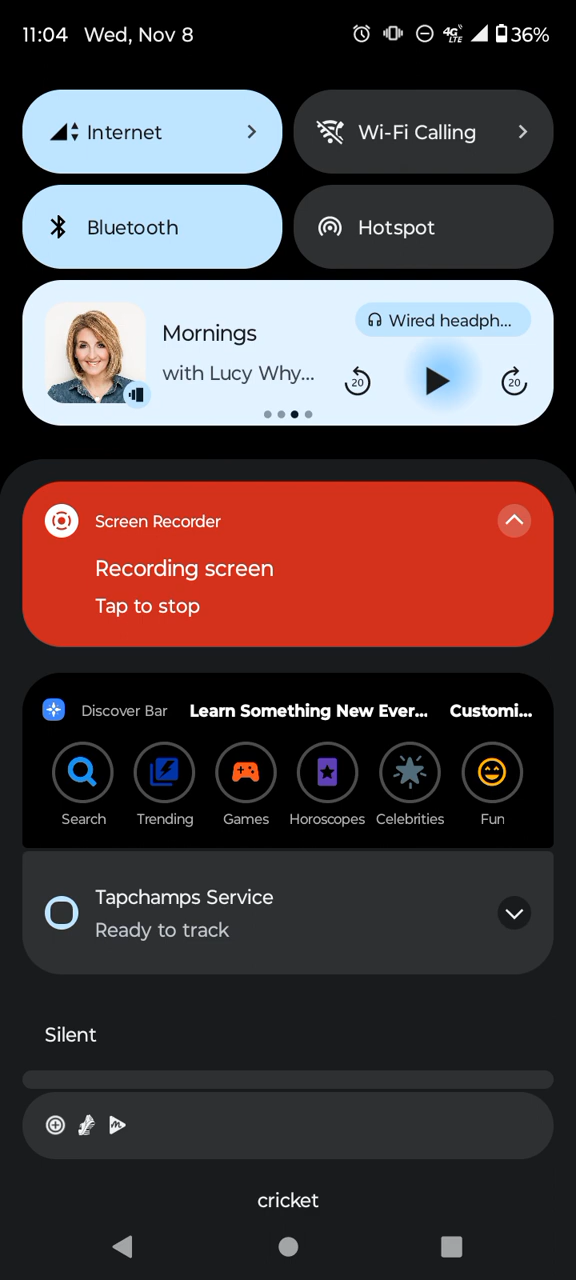 11:04 Wed, Nov 8 4G LTE 36%
Internet Wi-Fi Calling
Bluetooth Hotspot
Wired headph...
Mornings
with Lucy Why...
20 20
Screen Recorder
Recording screen
Tap to stop
Discover Bar Learn Something New Ever... Customi...
Search Trending Games Horoscopes Celebrities Fun
Tapchamps Service
Ready to track
Silent
cricket